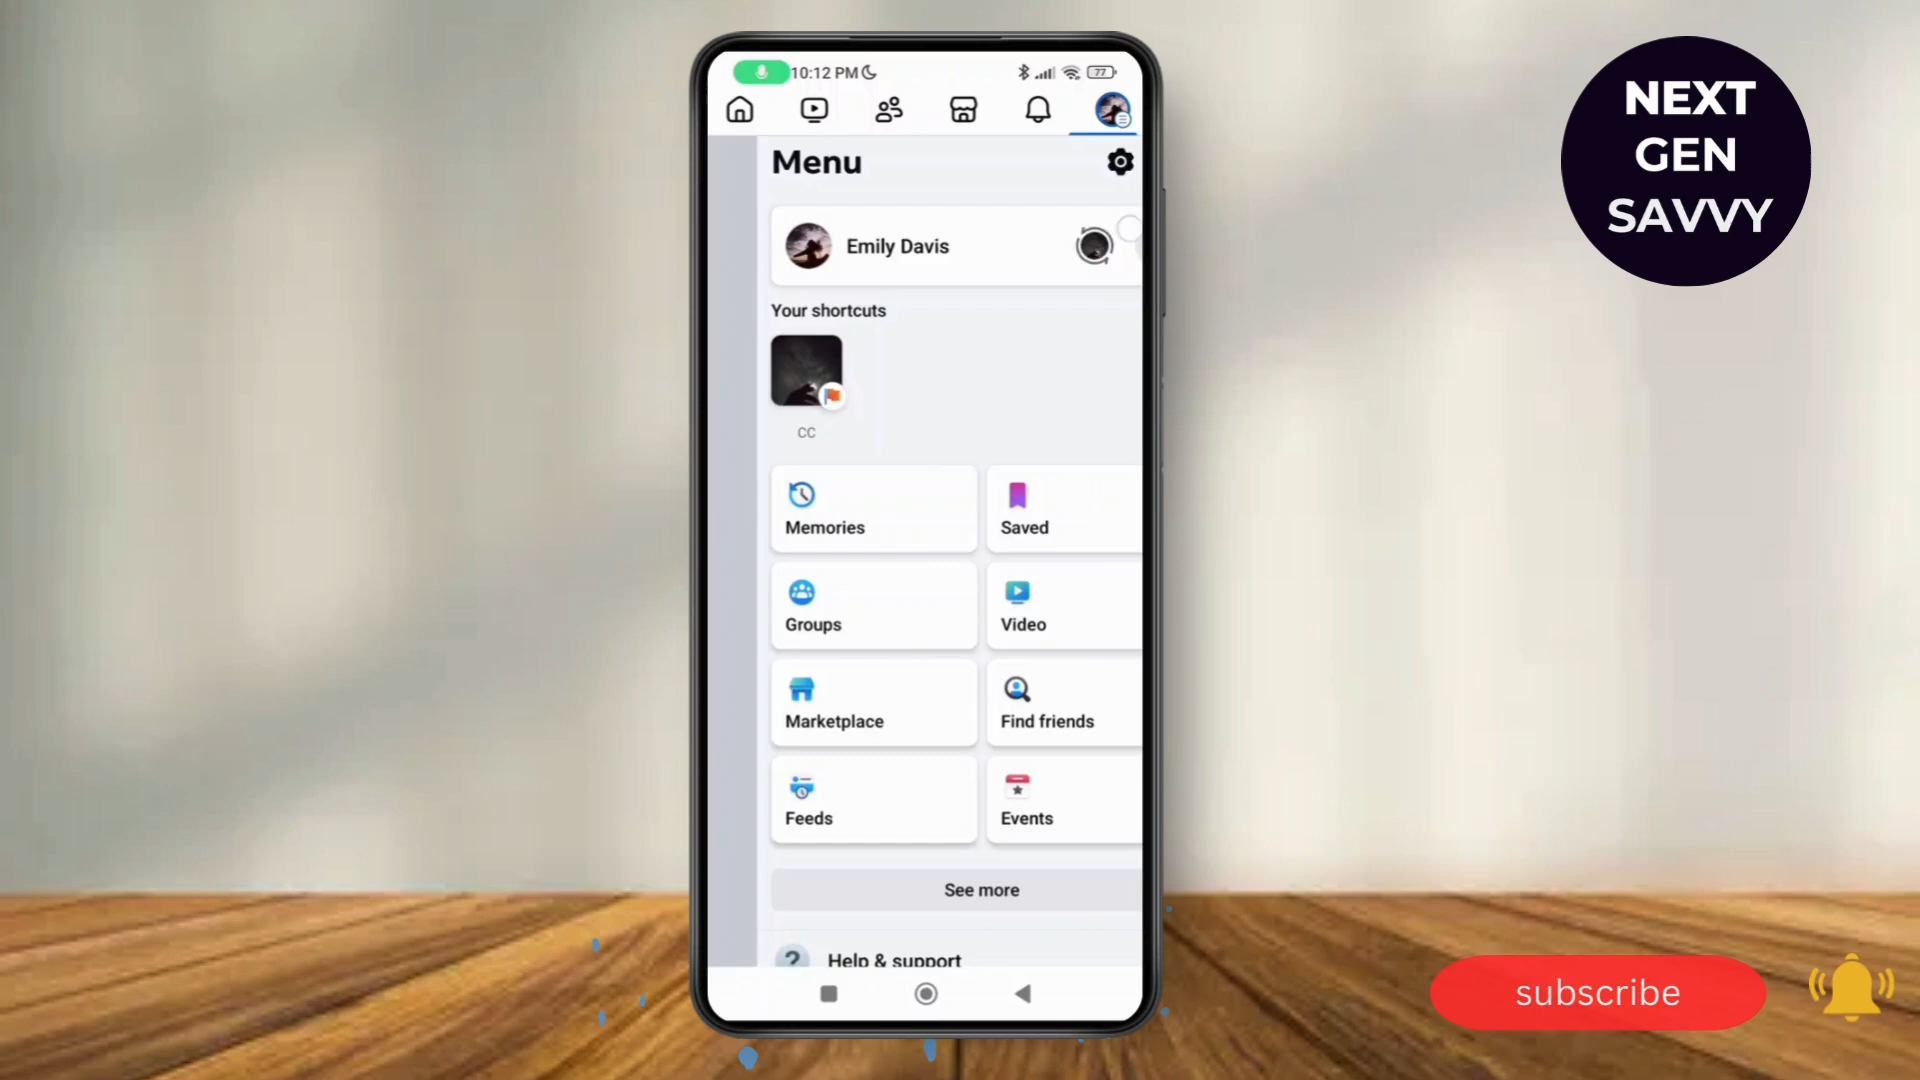 10:12 PM
77
Menu
Emily Davis
Your shortcuts
CC
Memories
Saved
Groups
Video
Marketplace
Find friends
Feeds
Events
See more
? Help & support
NEXT
GEN
SAVVY
subscribe